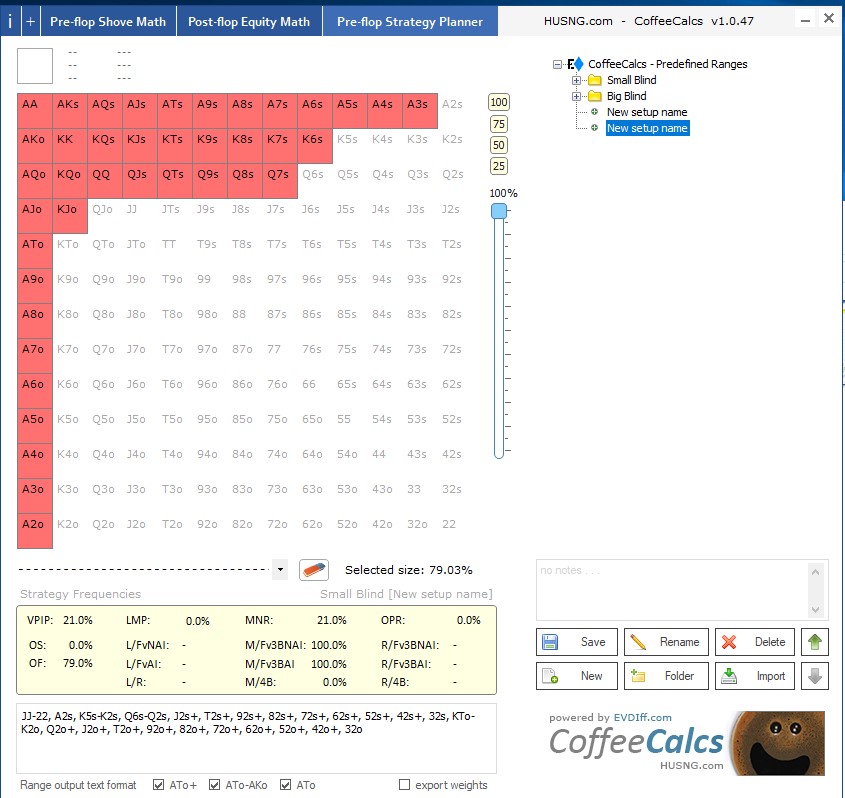 i + Pre-flop Shove Math Post-flop Equity Math Pre-flop Strategy Planner HUSNG.com - CoffeeCalcs v1.0.47
-- ---
-- ---
-- ---
AA AKs AQs AJs ATs A9s A8s A7s A6s A5s A4s A3s A2s
AKo KK KQs KJs KTs K9s K8s K7s K6s K5s K4s K3s K2s
AQo KQo QQ QJs QTs Q9s Q8s Q7s Q6s Q5s Q4s Q3s Q2s
AJo KJo QJo JJ JTs J9s J8s J7s J6s J5s J4s J3s J2s
ATo KTo QTo JTo TT T9s T8s T7s T6s T5s T4s T3s T2s
A9o K9o Q9o J9o T9o 99 98s 97s 96s 95s 94s 93s 92s
A8o K8o Q8o J8o T8o 98o 88 87s 86s 85s 84s 83s 82s
A7o K7o Q7o J7o T7o 97o 87o 77 76s 75s 74s 73s 72s
A6o K6o Q6o J6o T6o 96o 86o 76o 66 65s 64s 63s 62s
A5o K5o Q5o J5o T5o 95o 85o 75o 65o 55 54s 53s 52s
A4o K4o Q4o J4o T4o 94o 84o 74o 64o 54o 44 43s 42s
A3o K3o Q3o J3o T3o 93o 83o 73o 63o 53o 43o 33 32s
A2o K2o Q2o J2o T2o 92o 82o 72o 62o 52o 42o 32o 22
100
75
50
25
100%
CoffeeCalcs - Predefined Ranges
Small Blind
Big Blind
New setup name
New setup name
Selected size: 79.03%
Strategy Frequencies Small Blind [New setup name]
VPIP: 21.0% LMP: 0.0% MNR: 21.0% OPR: 0.0%
OS: 0.0% L/FvNAI: - M/Fv3BNAI: 100.0% R/Fv3BNAI: -
OF: 79.0% L/FvAI: - M/Fv3BAI 100.0% R/Fv3BAI: -
L/R: - M/4B: 0.0% R/4B: -
JJ-22, A2s, K5s-K2s, Q6s-Q2s, J2s+, T2s+, 92s+, 82s+, 72s+, 62s+, 52s+, 42s+, 32s, KTo-
K2o, Q2o+, J2o+, T2o+, 92o+, 82o+, 72o+, 62o+, 52o+, 42o+, 32o
Range output text format ATo+ ATo-AKo ATo export weights
no notes . . .
Save Rename Delete
New Folder Import
powered by EVDIff.com
CoffeeCalcs
HUSNG.com